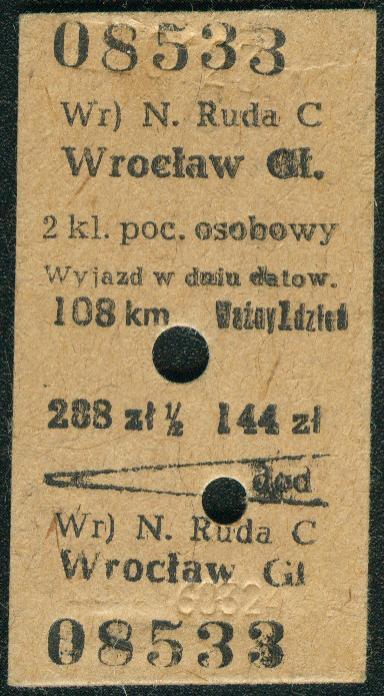 08533
Wr) N. Ruda C
Wrocław Gł.
2 kl. poc. osobowy
Wyjazd w dniu datow.
108 km Ważny 1 dzień
288 zł ½ 144 zł
dod
Wr) N. Ruda C
Wrocław Gł
6032
08533